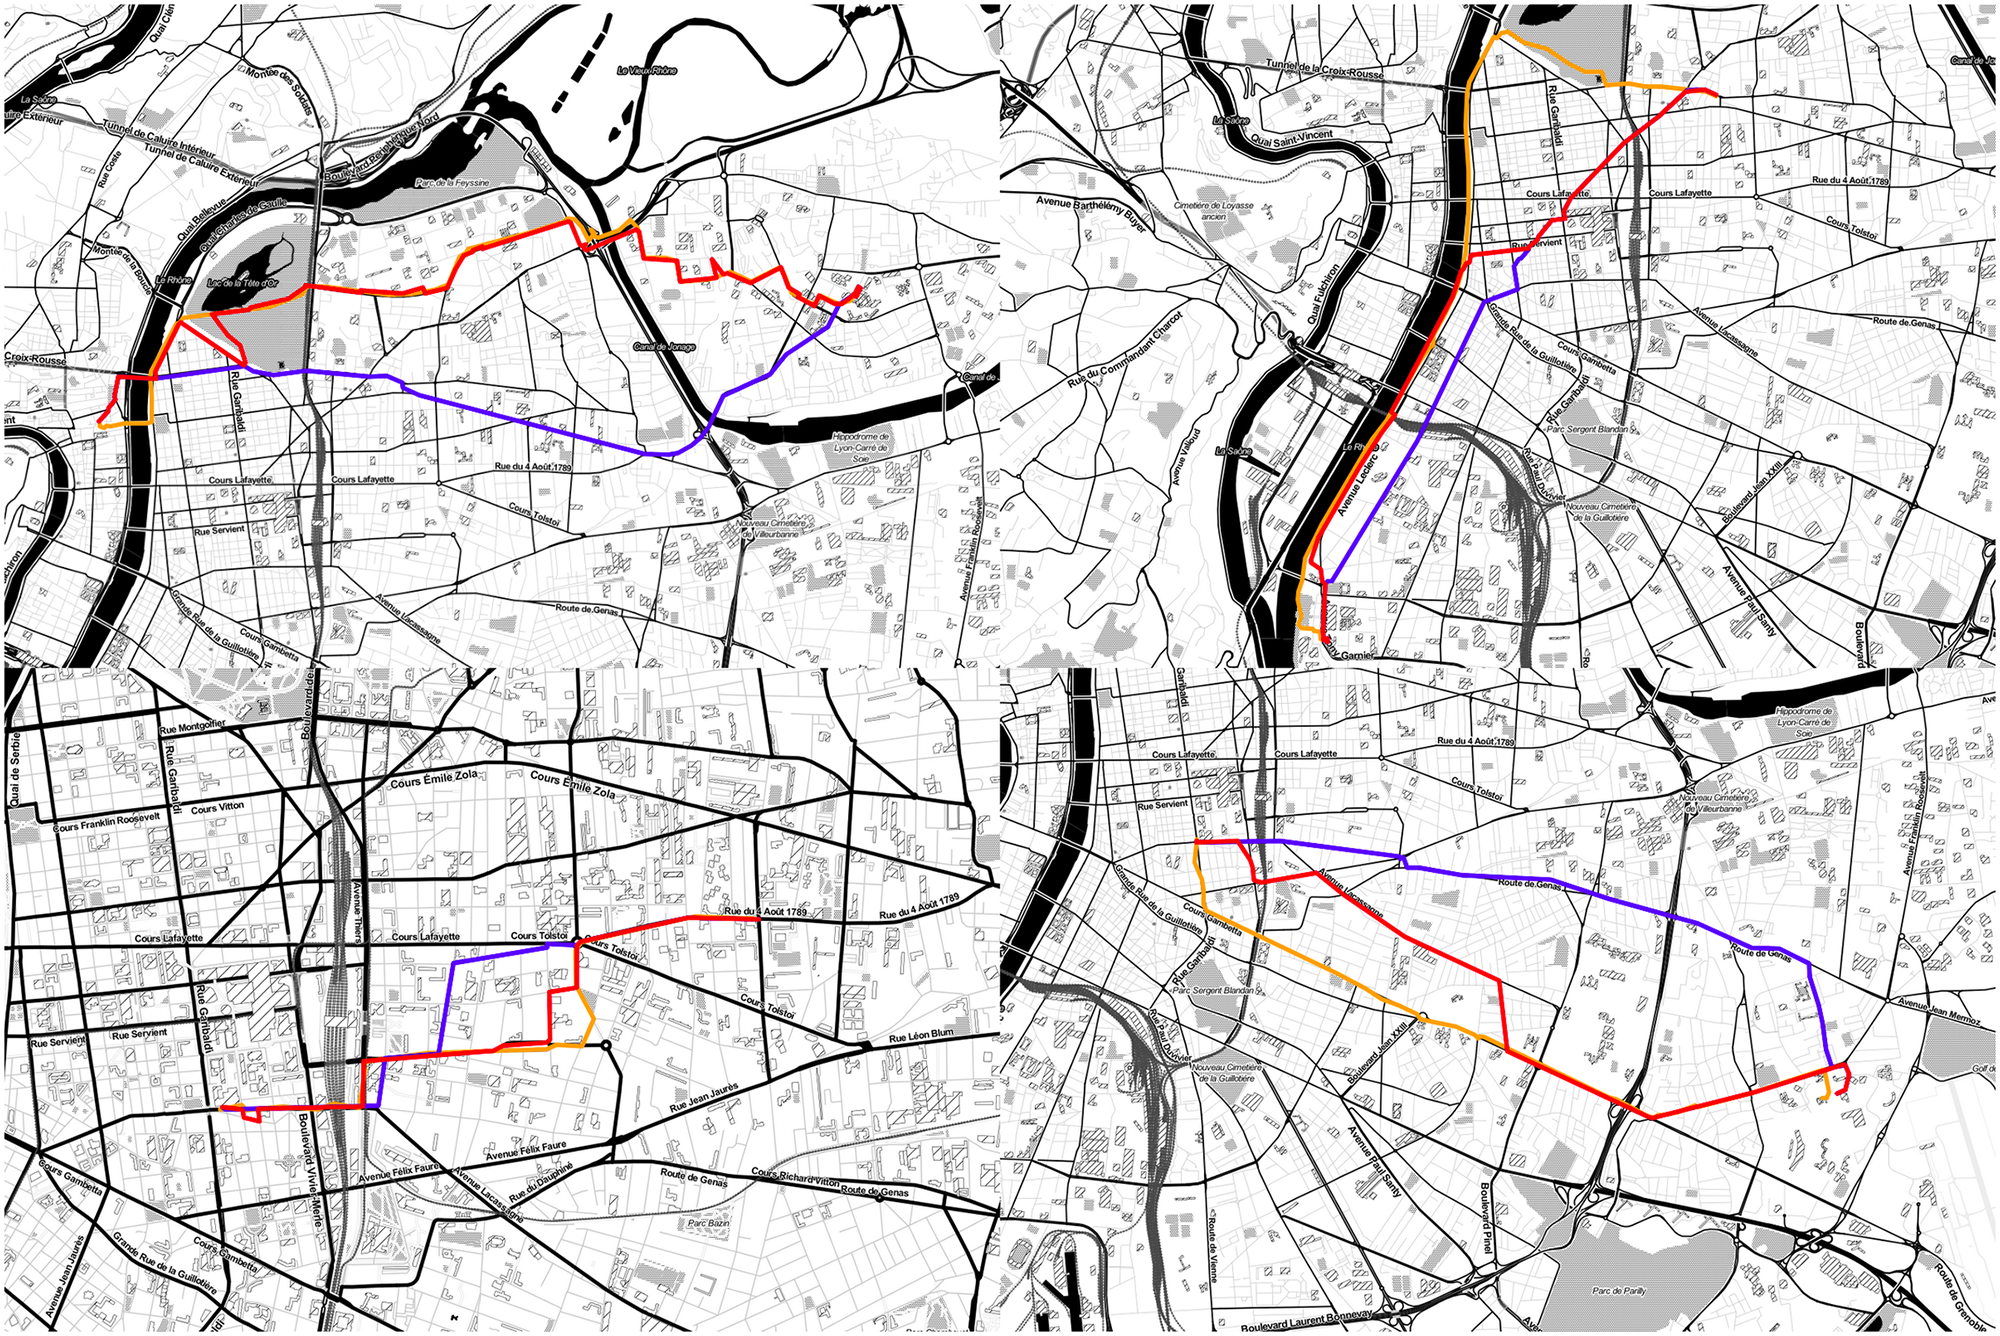 Quai Clém
Montée des Soldats
Le Vieux Rhône
La Saône
uire Extérieur
Tunnel de Caluire Intérieur
Tunnel de Caluire Extérieur
Boulevard Périphérique Nord
Rue Coste
Parc de la Feyssine
Quai Bellevue
Quai Charles de Gaulle
Montée de la Boucle
Le Rhône
Lac de la Tête d'Or
Croix-Rousse
Rue Garibaldi
Canal de Jonage
Canal de
ent
Hippodrome de
Lyon-Carré de
Soie
Rue du 4 Août 1789
Cours Lafayette
Cours Lafayette
Cours Tolstoï
Rue Servient
Nouveau Cimetière
de Villeurbanne
Avenue Franklin Roosevelt
chiron
Grande Rue de la Guillotière
Cours Gambetta
Avenue Lacassagne
Route de Genas
Tunnel de la Croix-Rousse
Canal de Jo
La Saône
Quai Saint-Vincent
Rue Garibaldi
Cours Lafayette
Cours Lafayette
Rue du 4 Août 1789
Cimetière de Loyasse
ancien
Avenue Barthélémy Buyer
Cours Tolstoï
Rue Servient
Quai Fulchiron
Rue du Commandant Charcot
Grande Rue de la Guillotière
Cours Gambetta
Avenue Lacassagne
Route de Genas
Rue Garibaldi
Parc Sergent Blandan
Avenue Valioud
La Saône
Le Rh
Avenue Leclerc
Rue Paul Duvivier
Boulevard Jean XXIII
Nouveau Cimetière
de la Guillotière
Avenue Paul Santy
Boulevard
Garnier
Ro
Rue Montgolfier
Boulevard des
Quai de Serbie
Rue Garibaldi
Cours Vitton
Cours Franklin Roosevelt
Cours Émile Zola
Cours Émile Zola
Avenue Thiers
Rue du 4 Août 1789
Rue du 4 Août 1789
Cours Lafayette
Cours Lafayette
Cours Tolstoï
Cours Tolstoï
Cours Tolstoï
Rue Garibaldi
Rue Servient
Rue Servient
Rue Léon Blum
Rue Jean Jaurès
Boulevard Vivier-Merle
Avenue Félix Faure
Avenue Félix Faure
Avenue Lacassagne
Rue du Dauphiné
Route de Genas
Cours Richard Vitton
Route de Genas
Cours Gambetta
Cours Gambetta
Grande Rue de la Guillotière
Avenue Jean Jaurès
Parc Bazin
Garibaldi
Hippodrome de
Lyon-Carré de
Soie
Cours Lafayette
Cours Lafayette
Rue du 4 Août 1789
Cours Tolstoï
Rue Servient
Nouveau Cimetière
de Villeurbanne
Avenue Franklin Roosevelt
Grande Rue de la Guillotière
Cours Gambetta
Avenue Lacassagne
Route de Genas
Route de Genas
Rue Garibaldi
Parc Sergent Blandan
Avenue Jean Mermoz
Rue Paul Duvivier
Boulevard Jean XXIII
Nouveau Cimetière
de la Guillotière
Golf de
Avenue Paul Santy
Boulevard Pinel
Route de Vienne
Parc de Parilly
Route de Grenoble
Boulevard Laurent Bonnevay